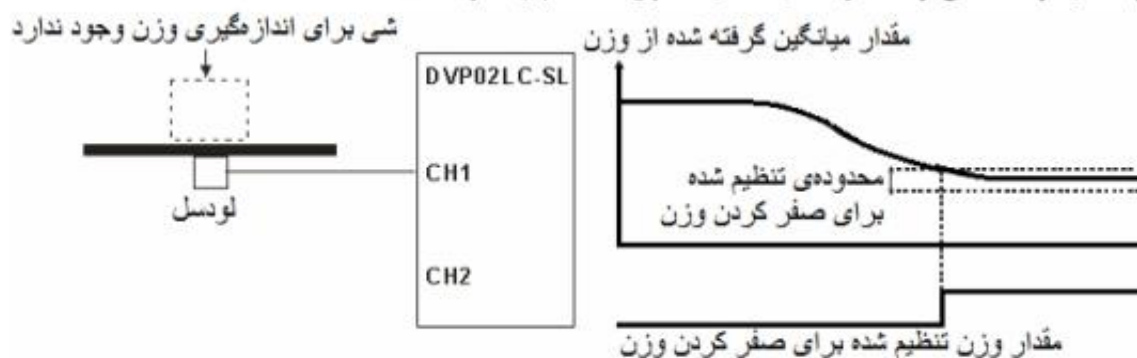 شی برای اندازه‌گیری وزن وجود ندارد
DVP02LC-SL
CH1
لودسل
CH2
مقدار میانگین گرفته شده از وزن
محدوده‌ی تنظیم شده
برای صفر کردن وزن
مقدار وزن تنظیم شده برای صفر کردن وزن